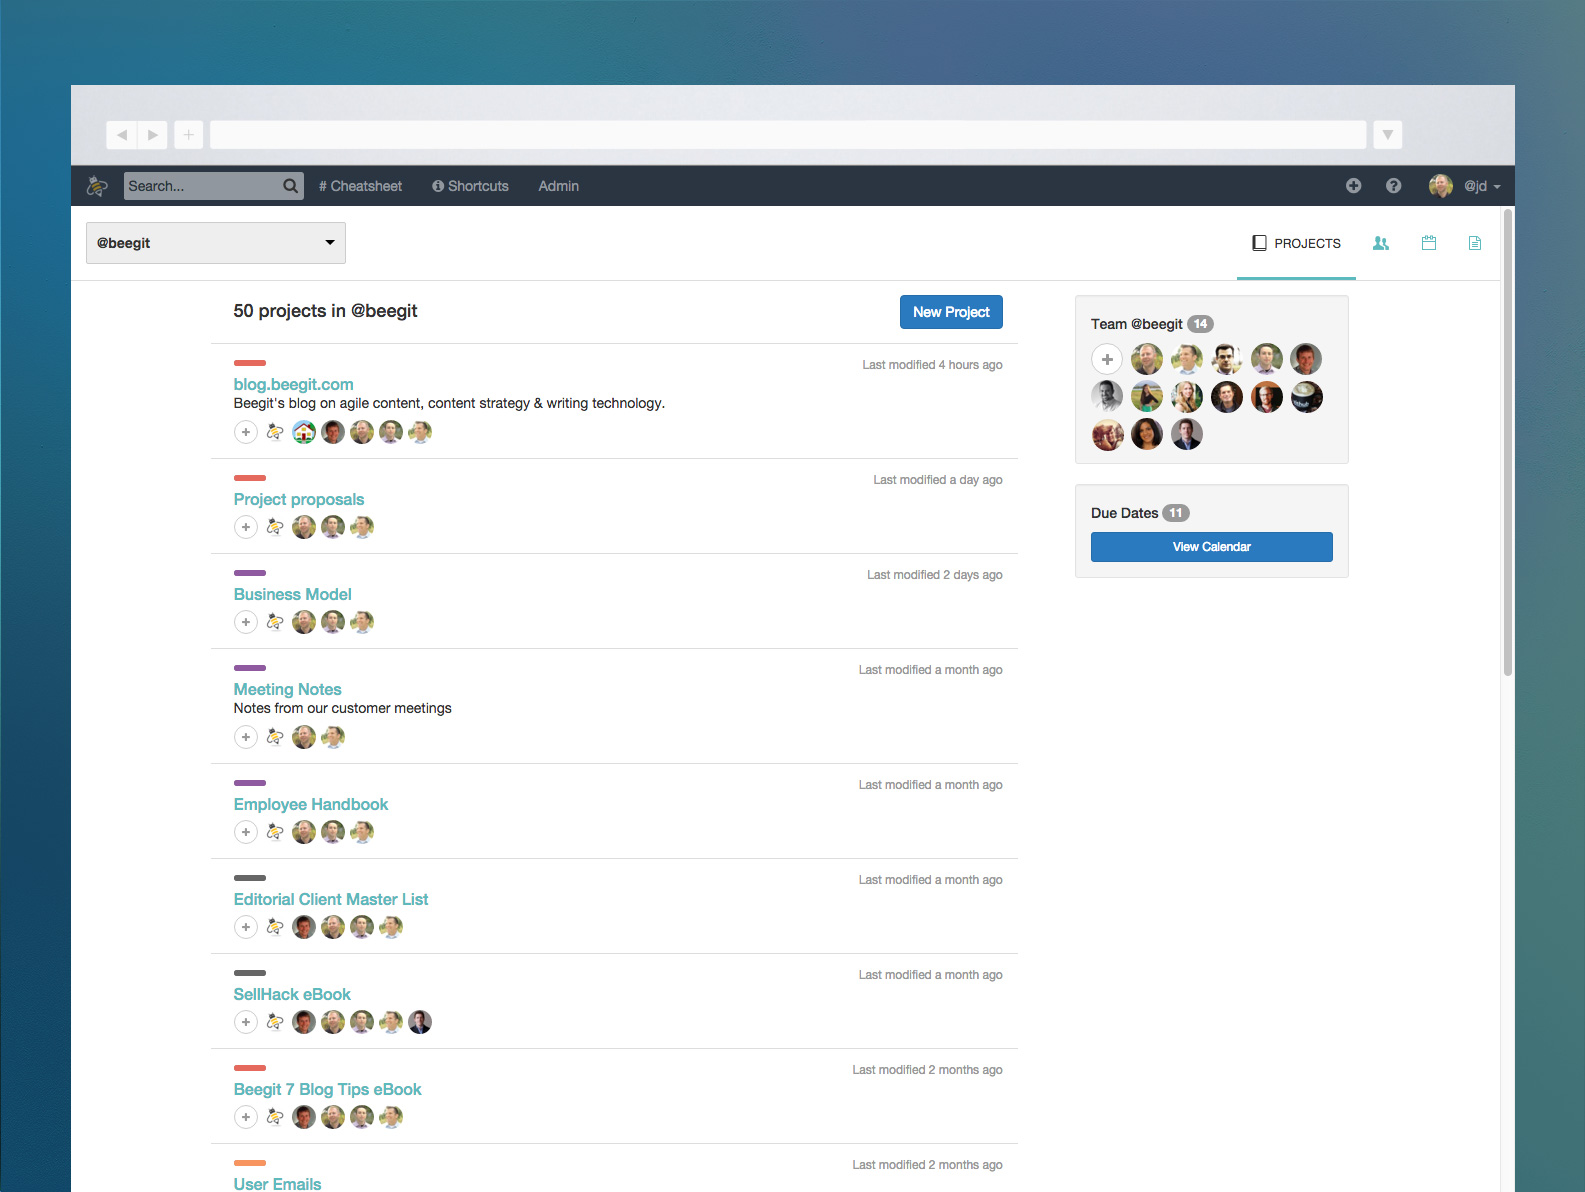 Search...
# Cheatsheet
Shortcuts
Admin
@jd
@beegit
PROJECTS
50 projects in @beegit
New Project
Last modified 4 hours ago
blog.beegit.com
Beegit's blog on agile content, content strategy & writing technology.
Last modified a day ago
Project proposals
Last modified 2 days ago
Business Model
Last modified a month ago
Meeting Notes
Notes from our customer meetings
Last modified a month ago
Employee Handbook
Last modified a month ago
Editorial Client Master List
Last modified a month ago
SellHack eBook
Last modified 2 months ago
Beegit 7 Blog Tips eBook
Last modified 2 months ago
User Emails
Team @beegit 14
Due Dates 11
View Calendar